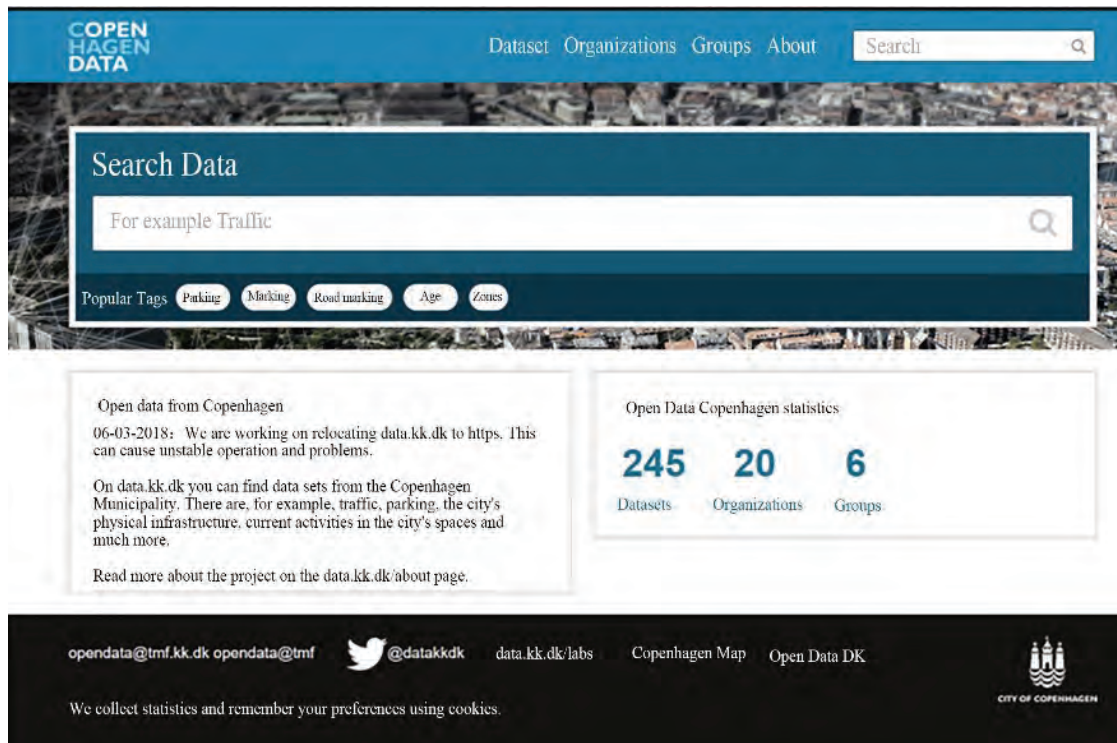 COPEN
HAGEN
DATA
Dataset Organizations Groups About Search
Search Data
For example Traffic
Popular Tags Parking Marking Road marking Age Zones
Open data from Copenhagen
06-03-2018: We are working on relocating data.kk.dk to https. This
can cause unstable operation and problems.
On data.kk.dk you can find data sets from the Copenhagen
Municipality. There are, for example, traffic, parking, the city's
physical infrastructure, current activities in the city's spaces and
much more.
Read more about the project on the data.kk.dk/about page.
Open Data Copenhagen statistics
245 20 6
Datasets Organizations Groups
opendata@tmf.kk.dk opendata@tmf @datakkdk data.kk.dk/labs Copenhagen Map Open Data DK
CITY OF COPENHAGEN
We collect statistics and remember your preferences using cookies.